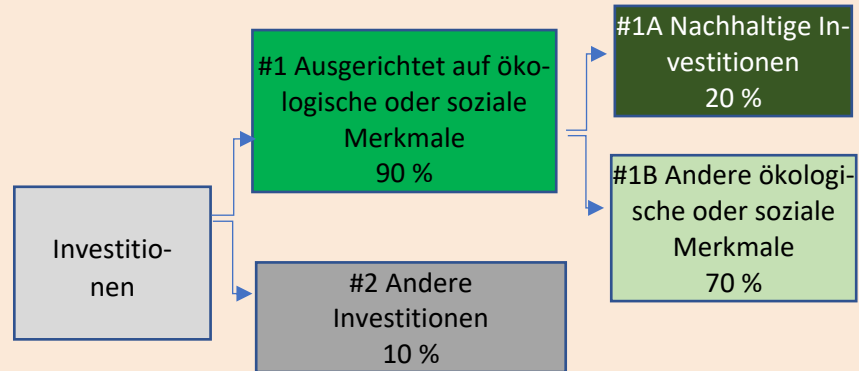 Investitio-
nen
#1 Ausgerichtet auf öko-
logische oder soziale
Merkmale
90 %
#2 Andere
Investitionen
10 %
#1A Nachhaltige In-
vestitionen
20 %
#1B Andere ökologi-
sche oder soziale
Merkmale
70 %